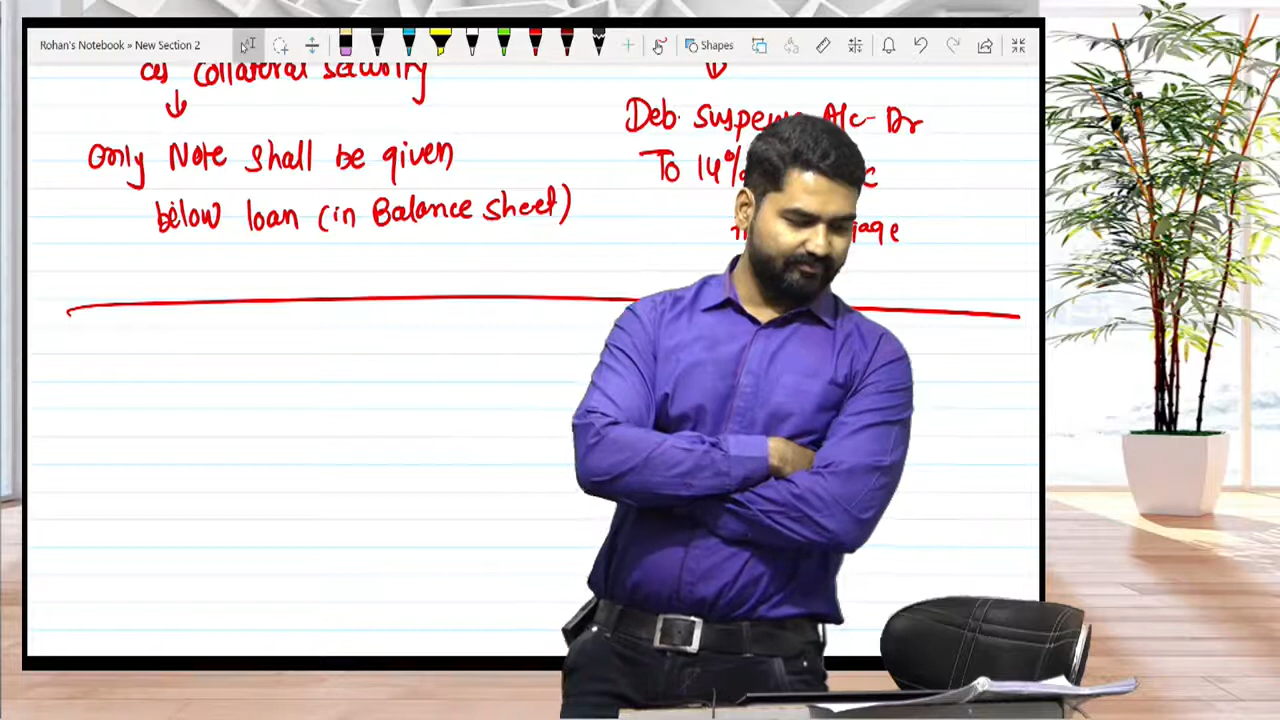 Rohan's Notebook » New Section 2
Shapes
as Collateral security
Only Note shall be given
below loan (in Balance sheet)
Deb. Suspense A/c - Dr
To 14%